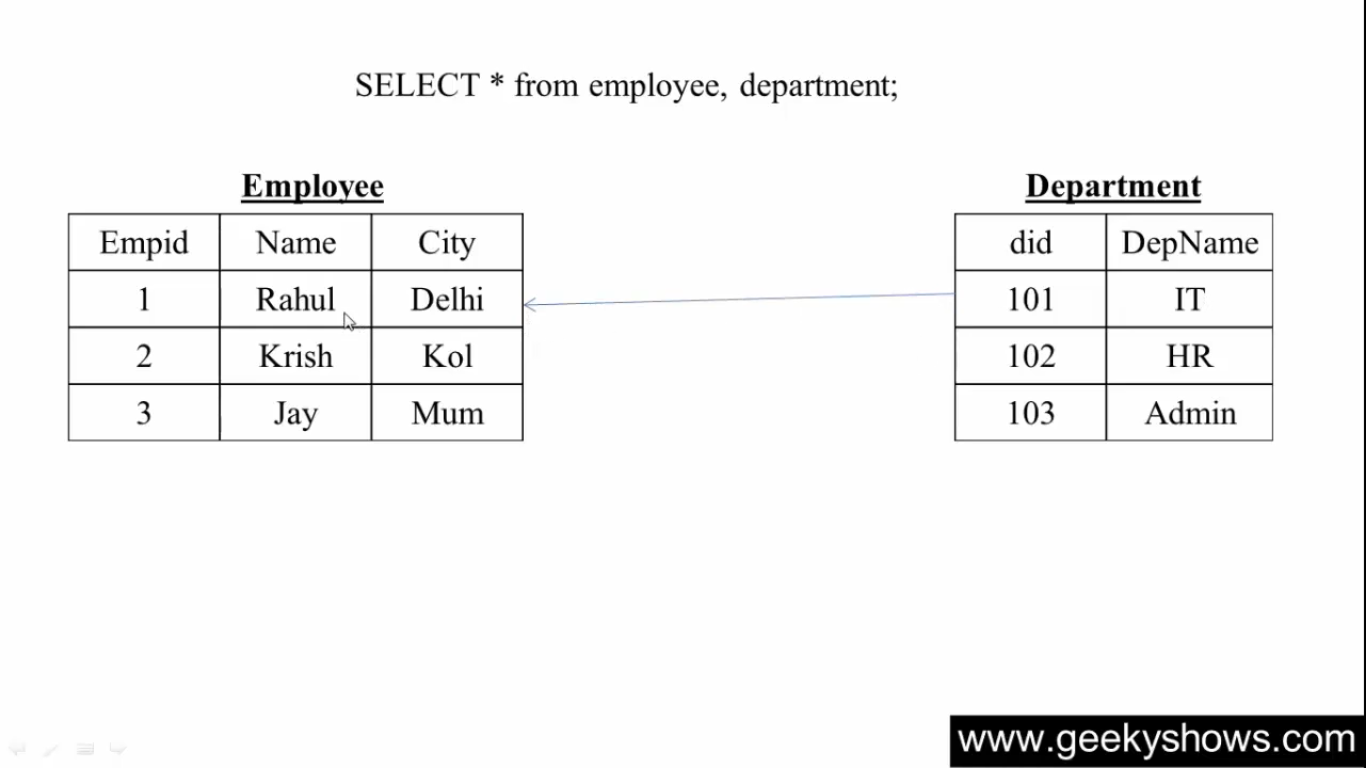 SELECT * from employee, department;
Employee
Empid Name City
1 Rahul Delhi
2 Krish Kol
3 Jay Mum
Department
did DepName
101 IT
102 HR
103 Admin
www.geekyshows.com